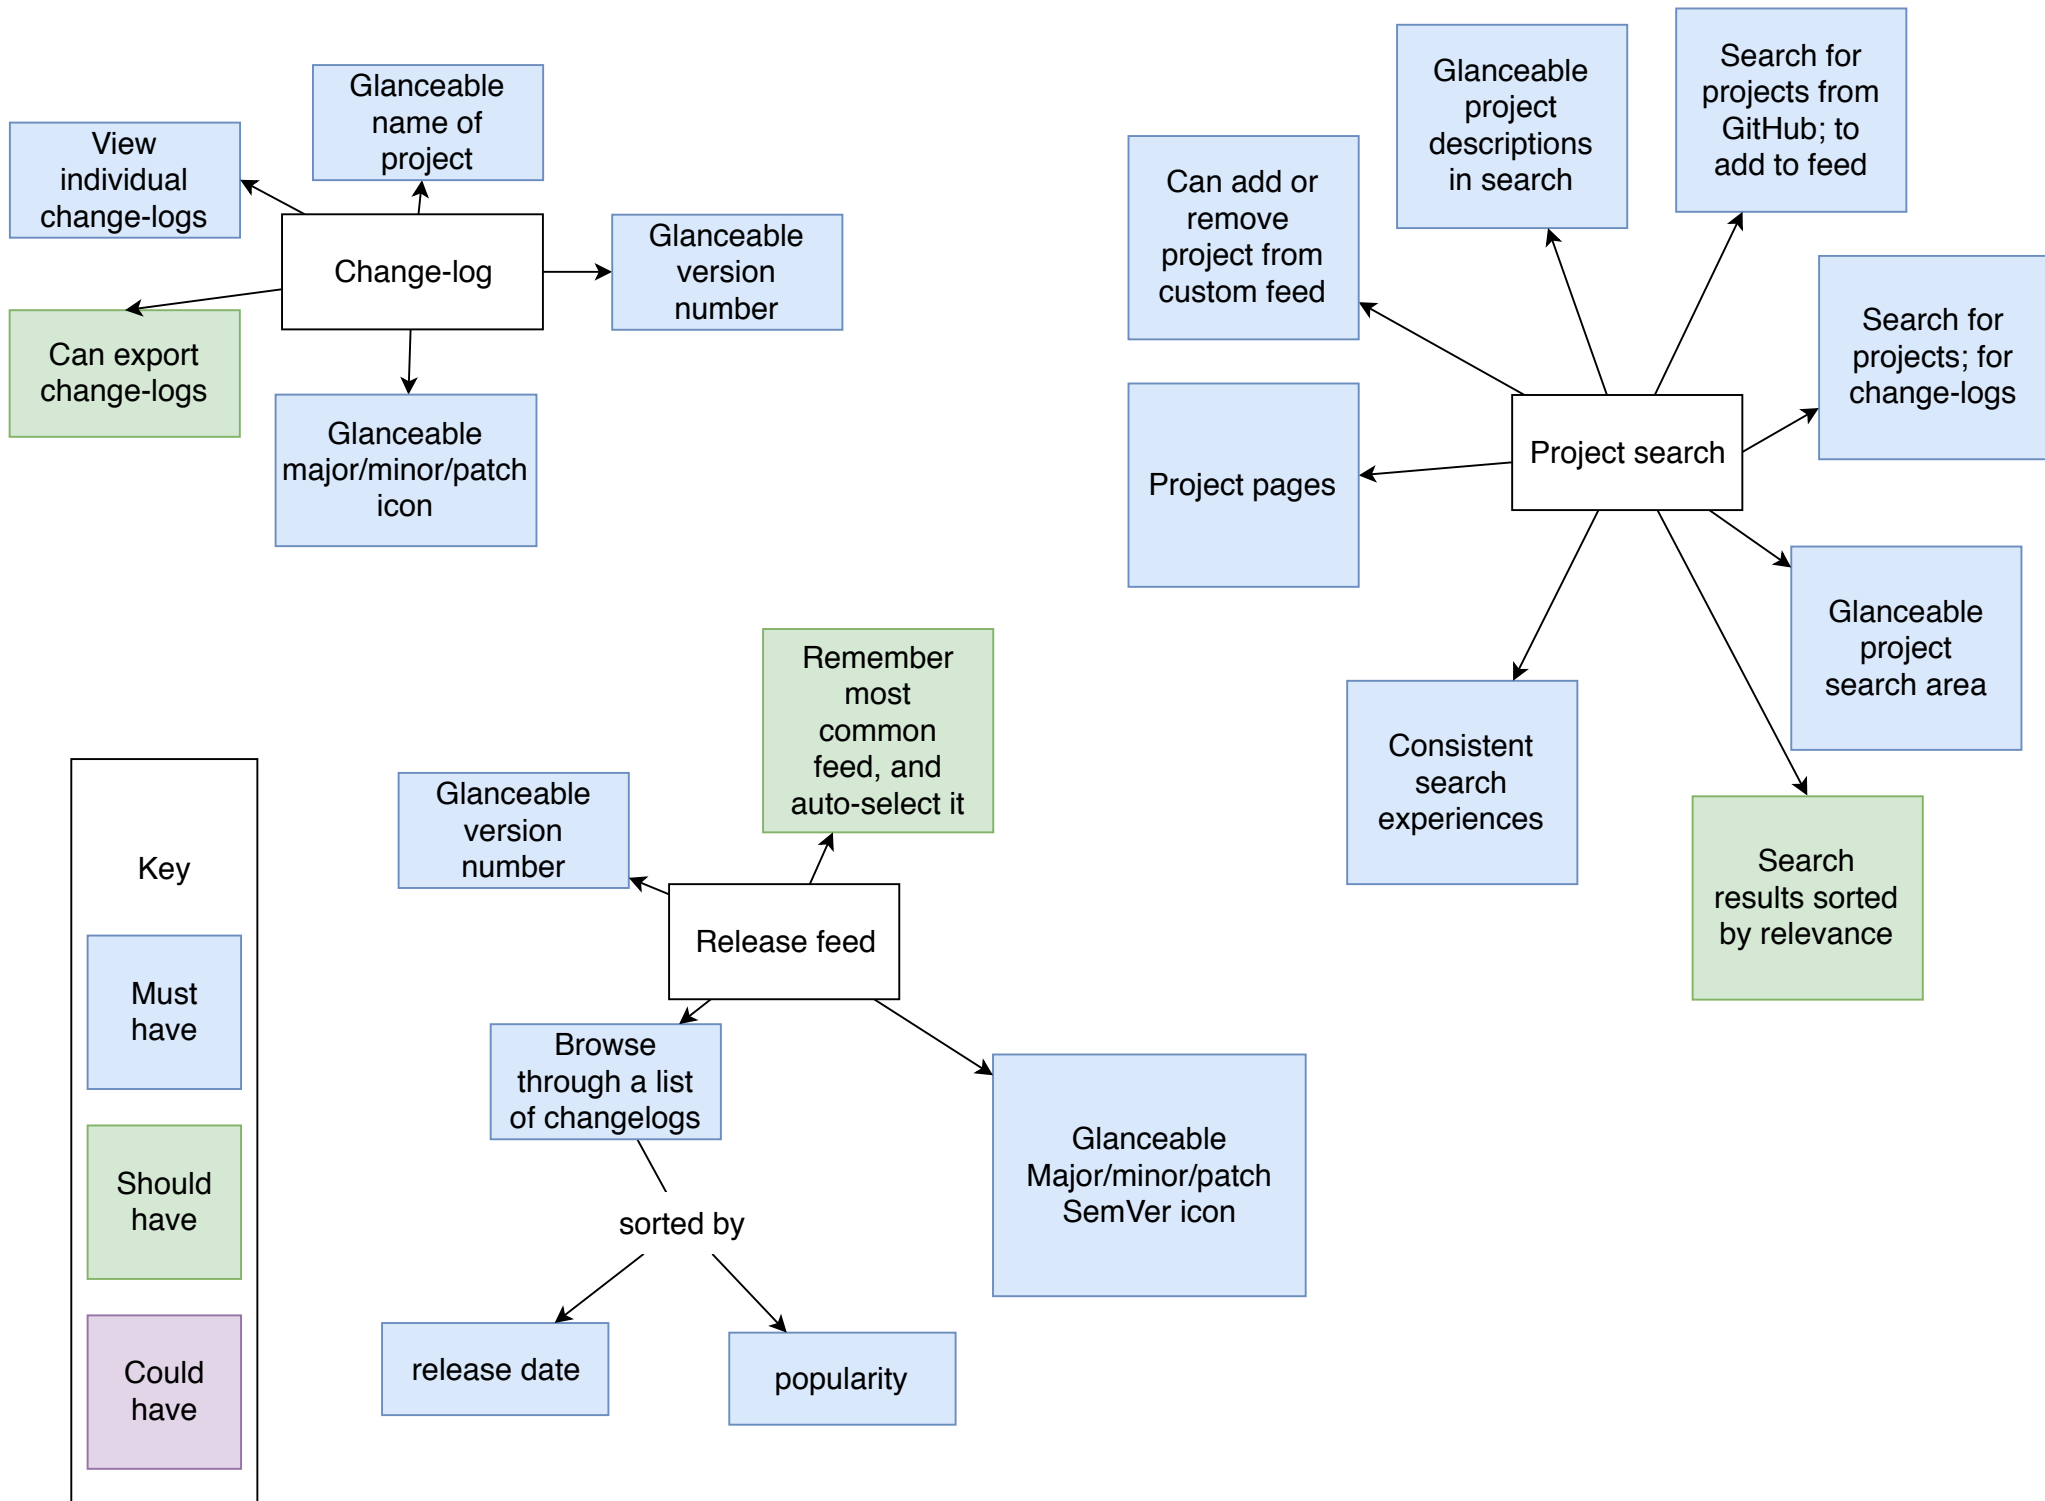 Glanceable
name of
project
View
individual
change-logs
Change-log
Glanceable
version
number
Can export
change-logs
Glanceable
major/minor/patch
icon
Glanceable
project
descriptions
in search
Search for
projects from
GitHub; to
add to feed
Can add or
remove
project from
custom feed
Search for
projects; for
change-logs
Project search
Project pages
Glanceable
project
search area
Consistent
search
experiences
Search
results sorted
by relevance
Remember
most
common
feed, and
auto-select it
Glanceable
version
number
Release feed
Browse
through a list
of changelogs
Glanceable
Major/minor/patch
SemVer icon
sorted by
release date
popularity
Key
Must
have
Should
have
Could
have